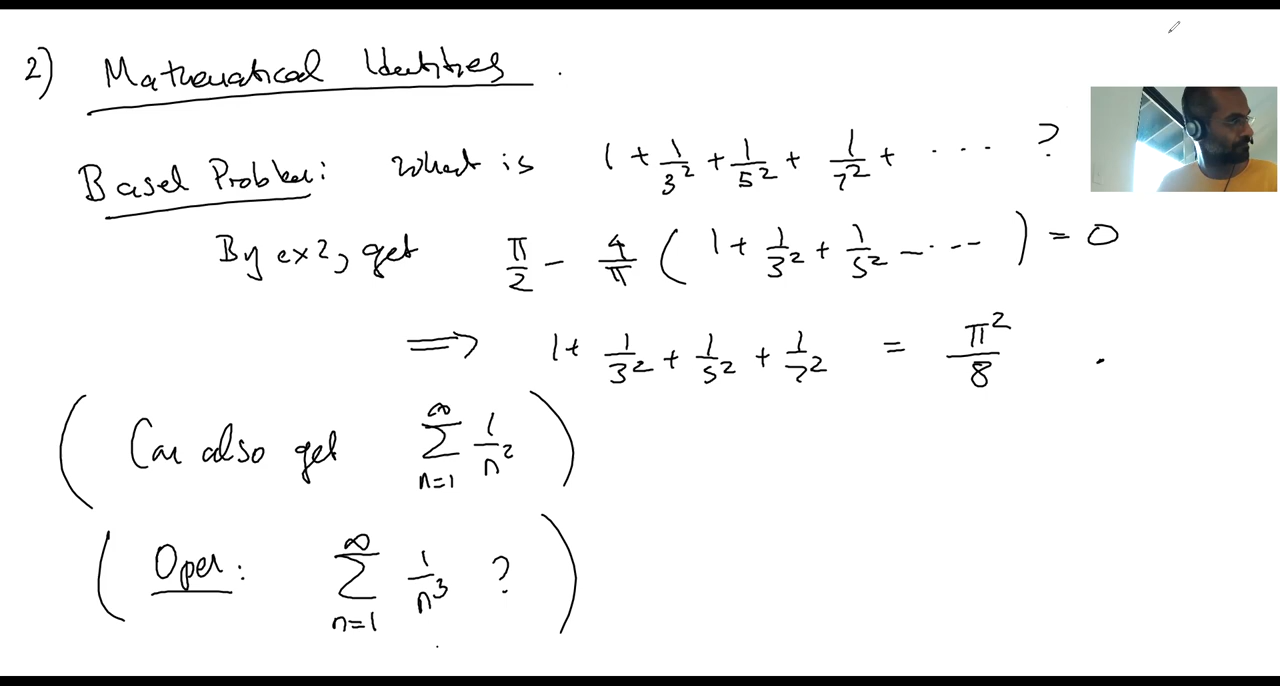 2) Mathematical Identities.
Basel Problem: What is 1 + 1/3² + 1/5² + 1/7² + ... ?
By ex2, get π/2 - 4/π ( 1 + 1/3² + 1/5² - ... ) = 0
⟹ 1 + 1/3² + 1/5² + 1/7² = π²/8 .
( Can also get ∑_{n=1}^{∞} 1/n² )
( Open: ∑_{n=1}^{∞} 1/n³ ? )